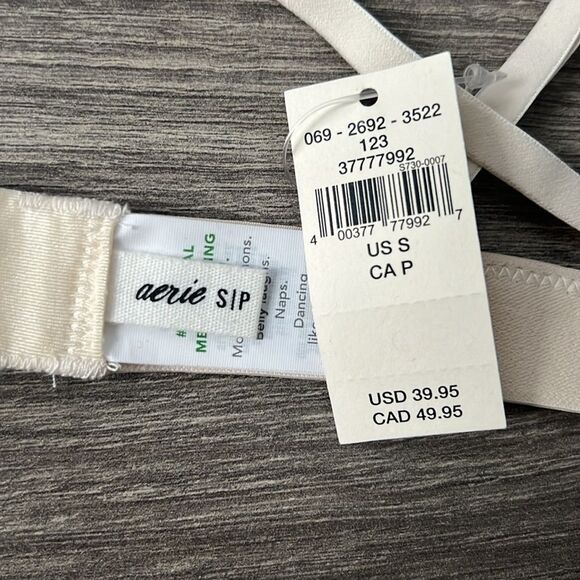 069 - 2692 - 3522
123
37777992
S730-0007
4 00377 77992 7
US S
CA P
USD 39.95
CAD 49.95
aerie S|P
#
Naps.
Dancing